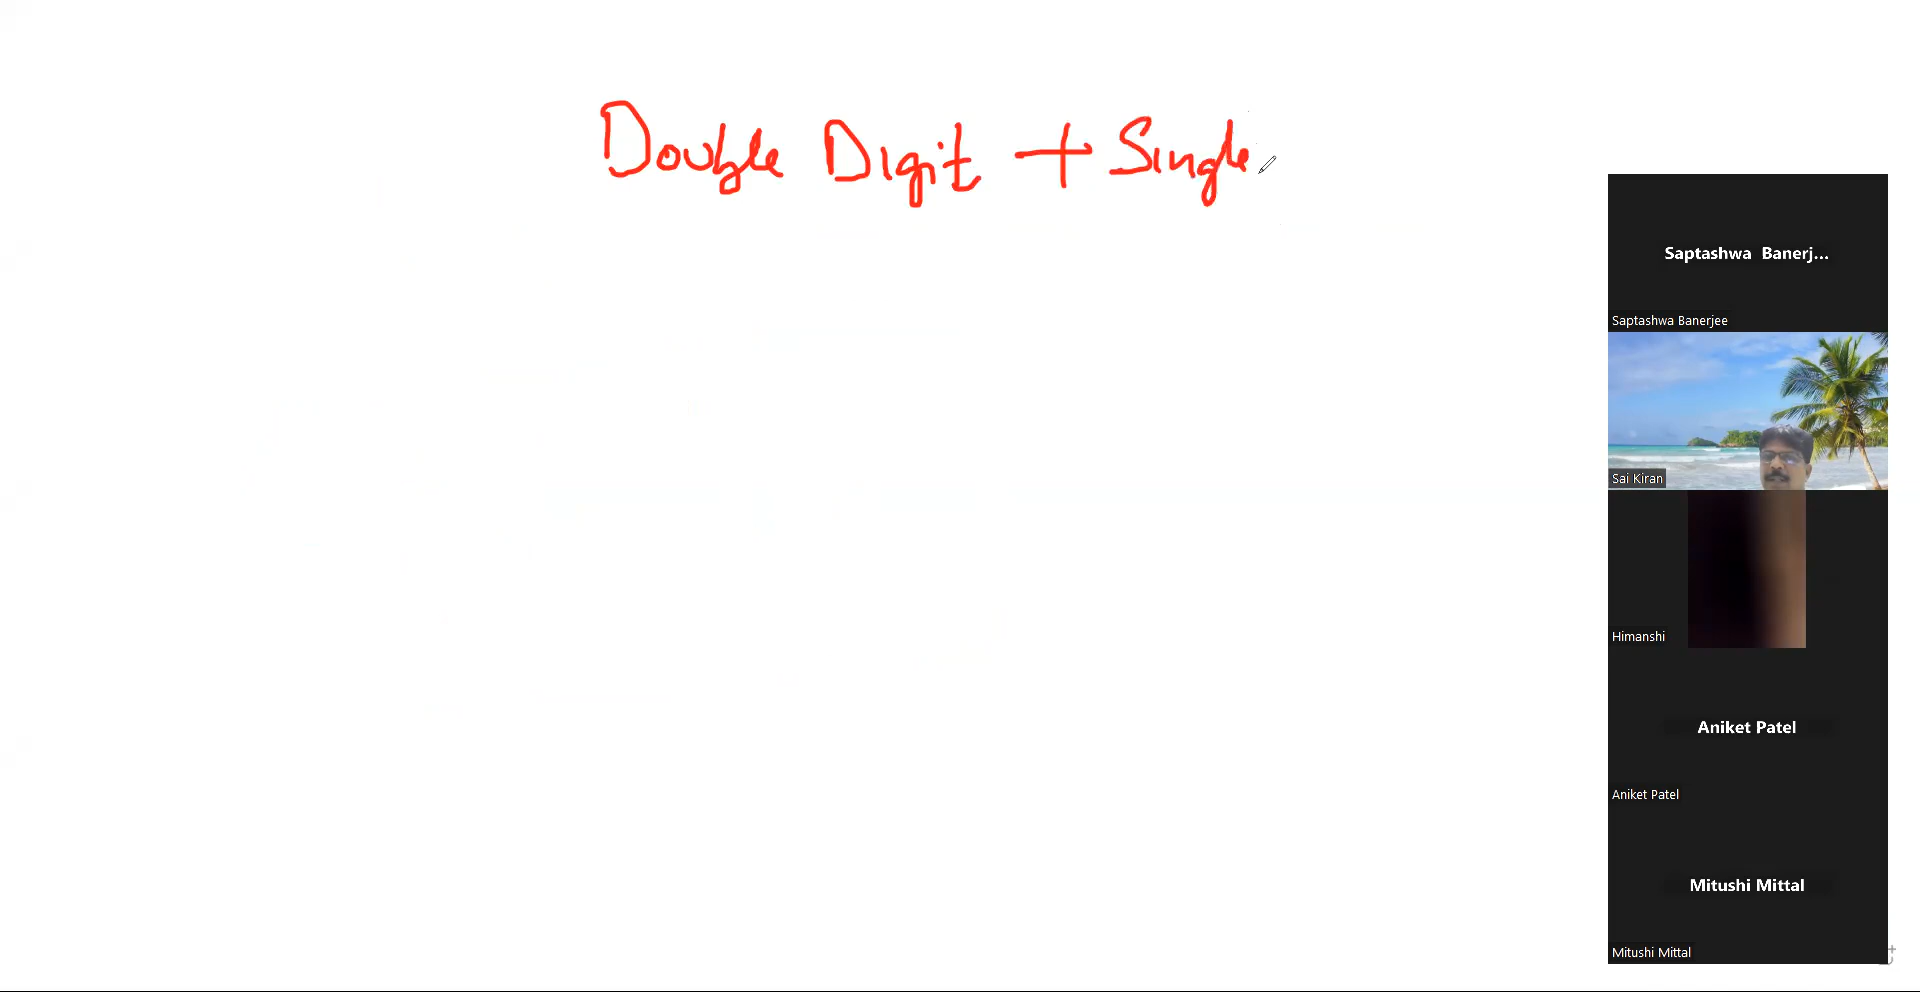 Double Digit + Single
Saptashwa Banerj...
Saptashwa Banerjee
Sai Kiran
Himanshi
Aniket Patel
Aniket Patel
Mitushi Mittal
Mitushi Mittal